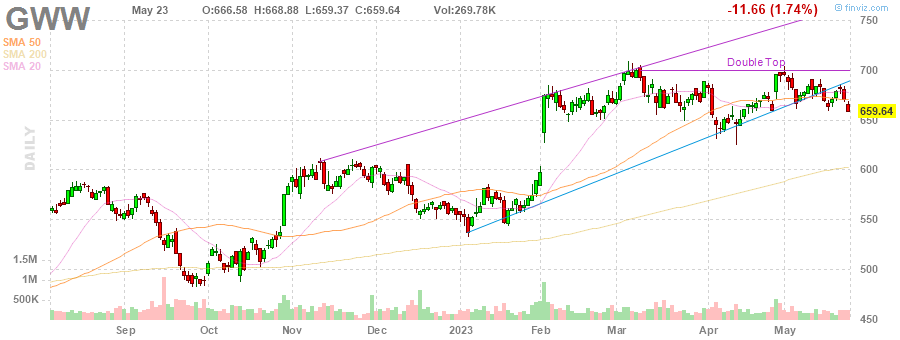 GWW May 23 O:666.58 H:668.88 L:659.37 C:659.64 Vol:269.78K -11.66 (1.74%)
© finviz.com
SMA 50
SMA 200
SMA 20
DAILY
Double Top
750
700
659.64
650
600
550
500
450
1.5M
1M
500K
Sep Oct Nov Dec 2023 Feb Mar Apr May